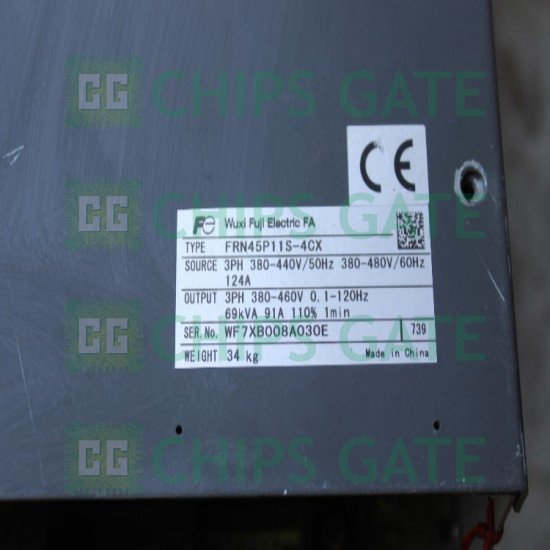 CG CHIPS GATE
CE
Fe Wuxi Fuji Electric FA
TYPE FRN45P11S-4CX
SOURCE 3PH 380-440V/50Hz 380-480V/60Hz
124A
OUTPUT 3PH 380-460V 0.1-120Hz
69kVA 91A 110% 1min
SER.No. WF7XB008A030E 739
WEIGHT 34 kg Made in China
CG CHIPS GATE
CG CHIPS GATE
CG CHIPS GATE